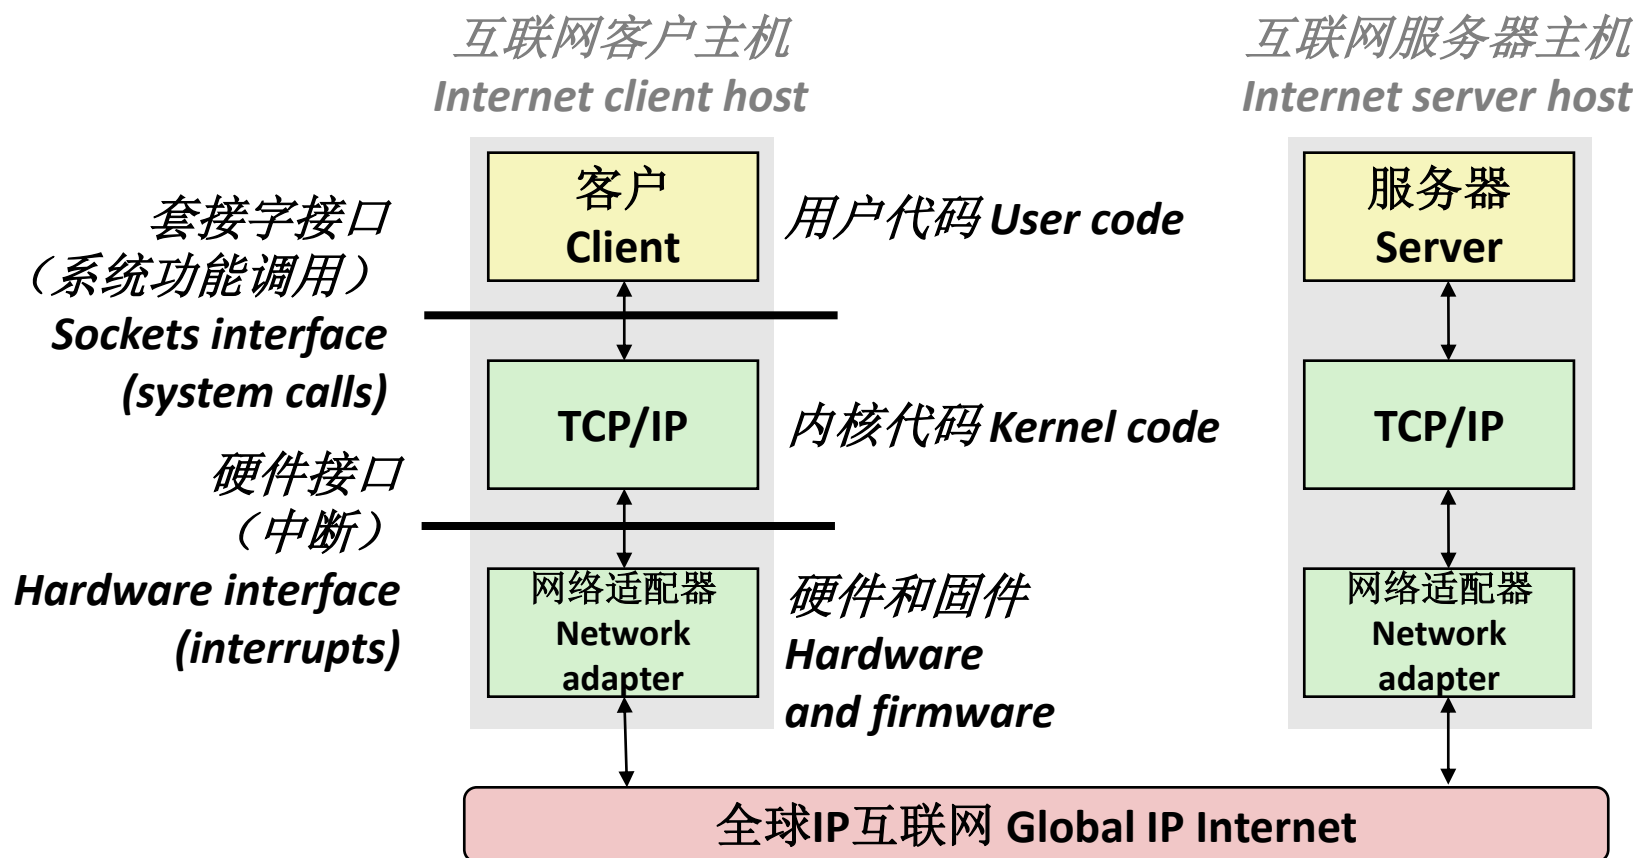 互联网客户主机
Internet client host
互联网服务器主机
Internet server host
套接字接口
（系统功能调用）
Sockets interface
(system calls)
客户
Client
用户代码 User code
服务器
Server
TCP/IP
内核代码 Kernel code
TCP/IP
硬件接口
（中断）
Hardware interface
(interrupts)
网络适配器
Network
adapter
硬件和固件
Hardware
and firmware
网络适配器
Network
adapter
全球IP互联网 Global IP Internet